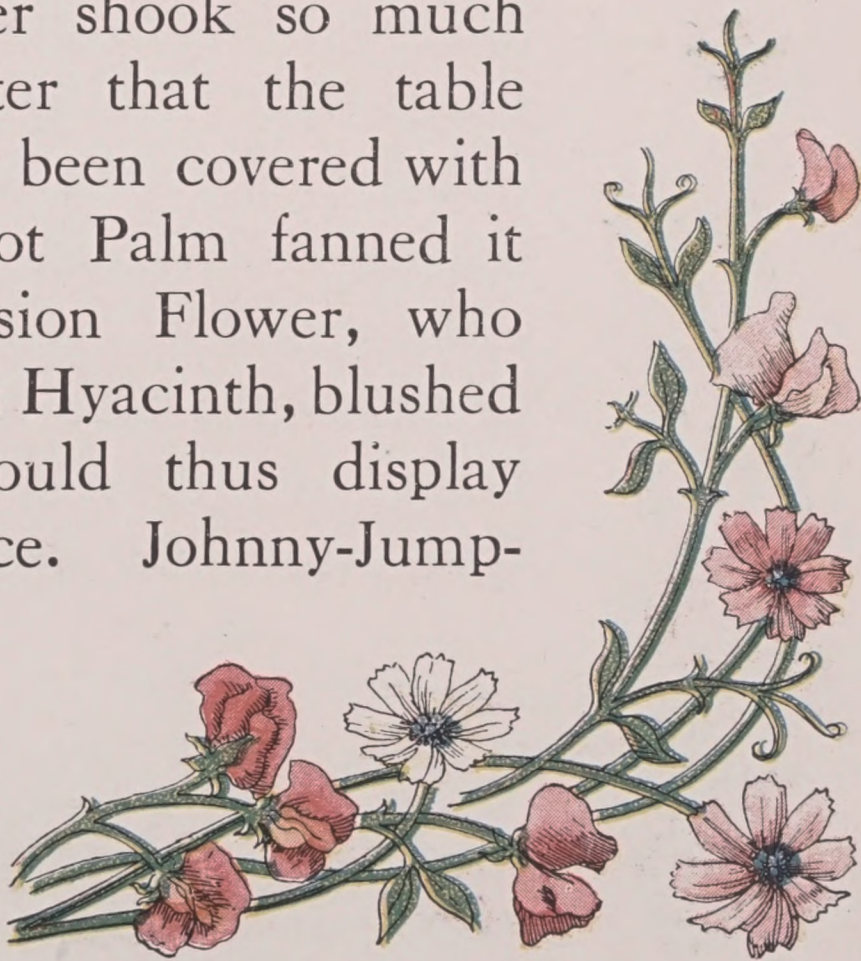 er shook so much
ter that the table
been covered with
ot Palm fanned it
sion Flower, who
Hyacinth, blushed
ould thus display
ce. Johnny-Jump-